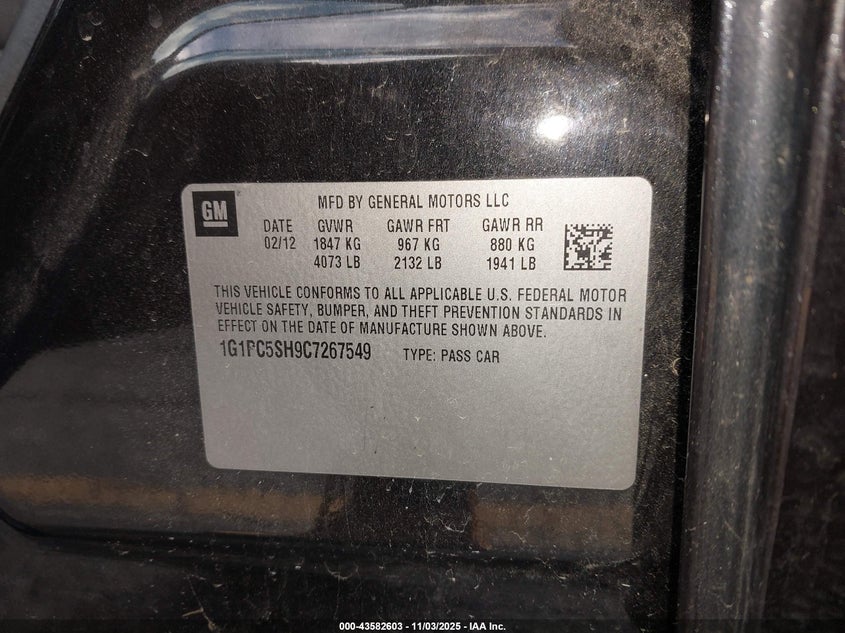 GM
MFD BY GENERAL MOTORS LLC
DATE GVWR GAWR FRT GAWR RR
02/12 1847 KG 967 KG 880 KG
4073 LB 2132 LB 1941 LB
THIS VEHICLE CONFORMS TO ALL APPLICABLE U.S. FEDERAL MOTOR
VEHICLE SAFETY, BUMPER, AND THEFT PREVENTION STANDARDS IN
EFFECT ON THE DATE OF MANUFACTURE SHOWN ABOVE.
1G1PC5SH9C7267549 TYPE: PASS CAR
000-43582603 — 11/03/2025 — IAA Inc.